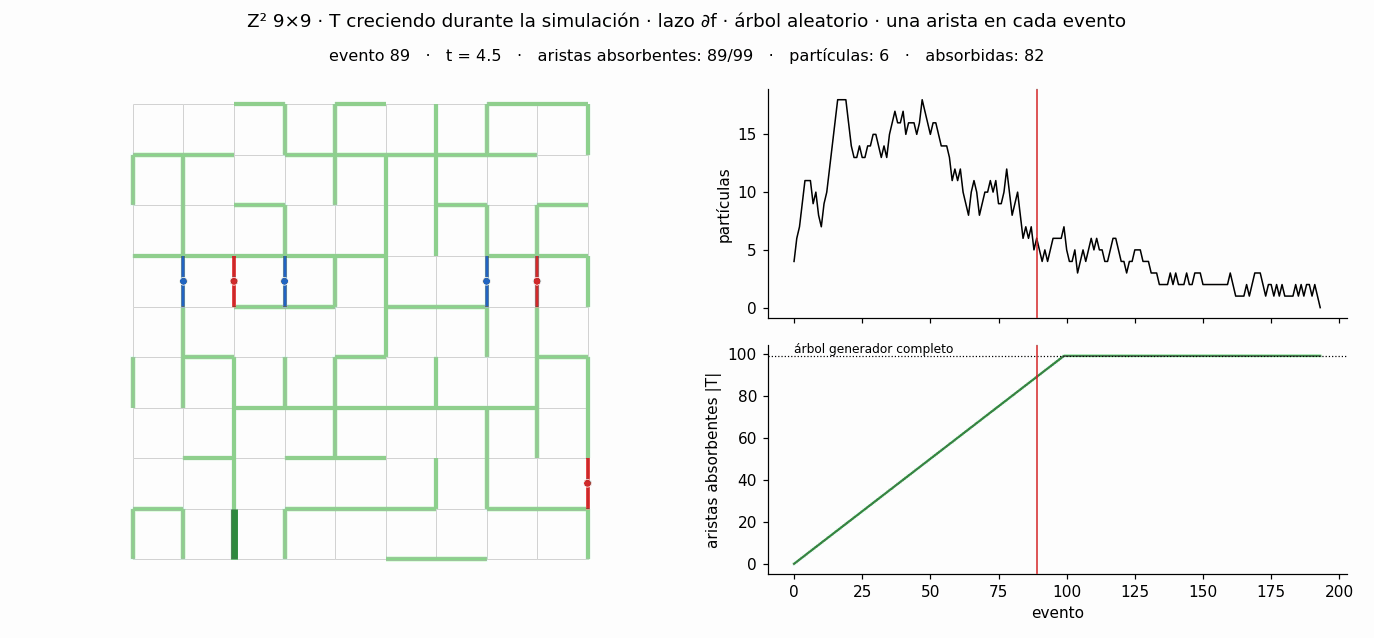 Z² 9×9 · T creciendo durante la simulación · lazo ∂f · árbol aleatorio · una arista en cada evento
evento 89 · t = 4.5 · aristas absorbentes: 89/99 · partículas: 6 · absorbidas: 82
15
10
5
0
partículas
árbol generador completo
100
80
60
40
20
0
aristas absorbentes |T|
0 25 50 75 100 125 150 175 200
evento